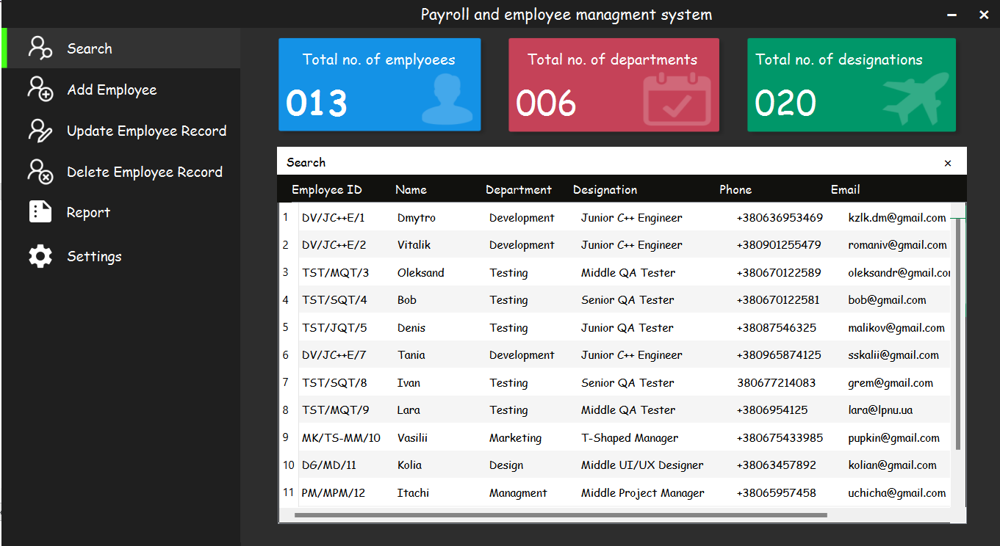 Payroll and employee managment system
Search
Add Employee
Update Employee Record
Delete Employee Record
Report
Settings
Total no. of emplyoees
013
Total no. of departments
006
Total no. of designations
020
Search
Employee ID Name Department Designation Phone Email
1 DV/JC++E/1 Dmytro Development Junior C++ Engineer +380636953469 kzlk.dm@gmail.com
2 DV/JC++E/2 Vitalik Development Junior C++ Engineer +380901255479 romaniv@gmail.com
3 TST/MQT/3 Oleksand Testing Middle QA Tester +380670122589 oleksandr@gmail.co
4 TST/SQT/4 Bob Testing Senior QA Tester +380670122581 bob@gmail.com
5 TST/JQT/5 Denis Testing Junior QA Tester +38087546325 malikov@gmail.com
6 DV/JC++E/7 Tania Development Junior C++ Engineer +380965874125 sskalii@gmail.com
7 TST/SQT/8 Ivan Testing Senior QA Tester 380677214083 grem@gmail.com
8 TST/MQT/9 Lara Testing Middle QA Tester +3806954125 lara@lpnu.ua
9 MK/TS-MM/10 Vasilii Marketing T-Shaped Manager +380675433985 pupkin@gmail.com
10 DG/MD/11 Kolia Design Middle UI/UX Designer +38063457892 kolian@gmail.com
11 PM/MPM/12 Itachi Managment Middle Project Manager +38065957458 uchicha@gmail.com